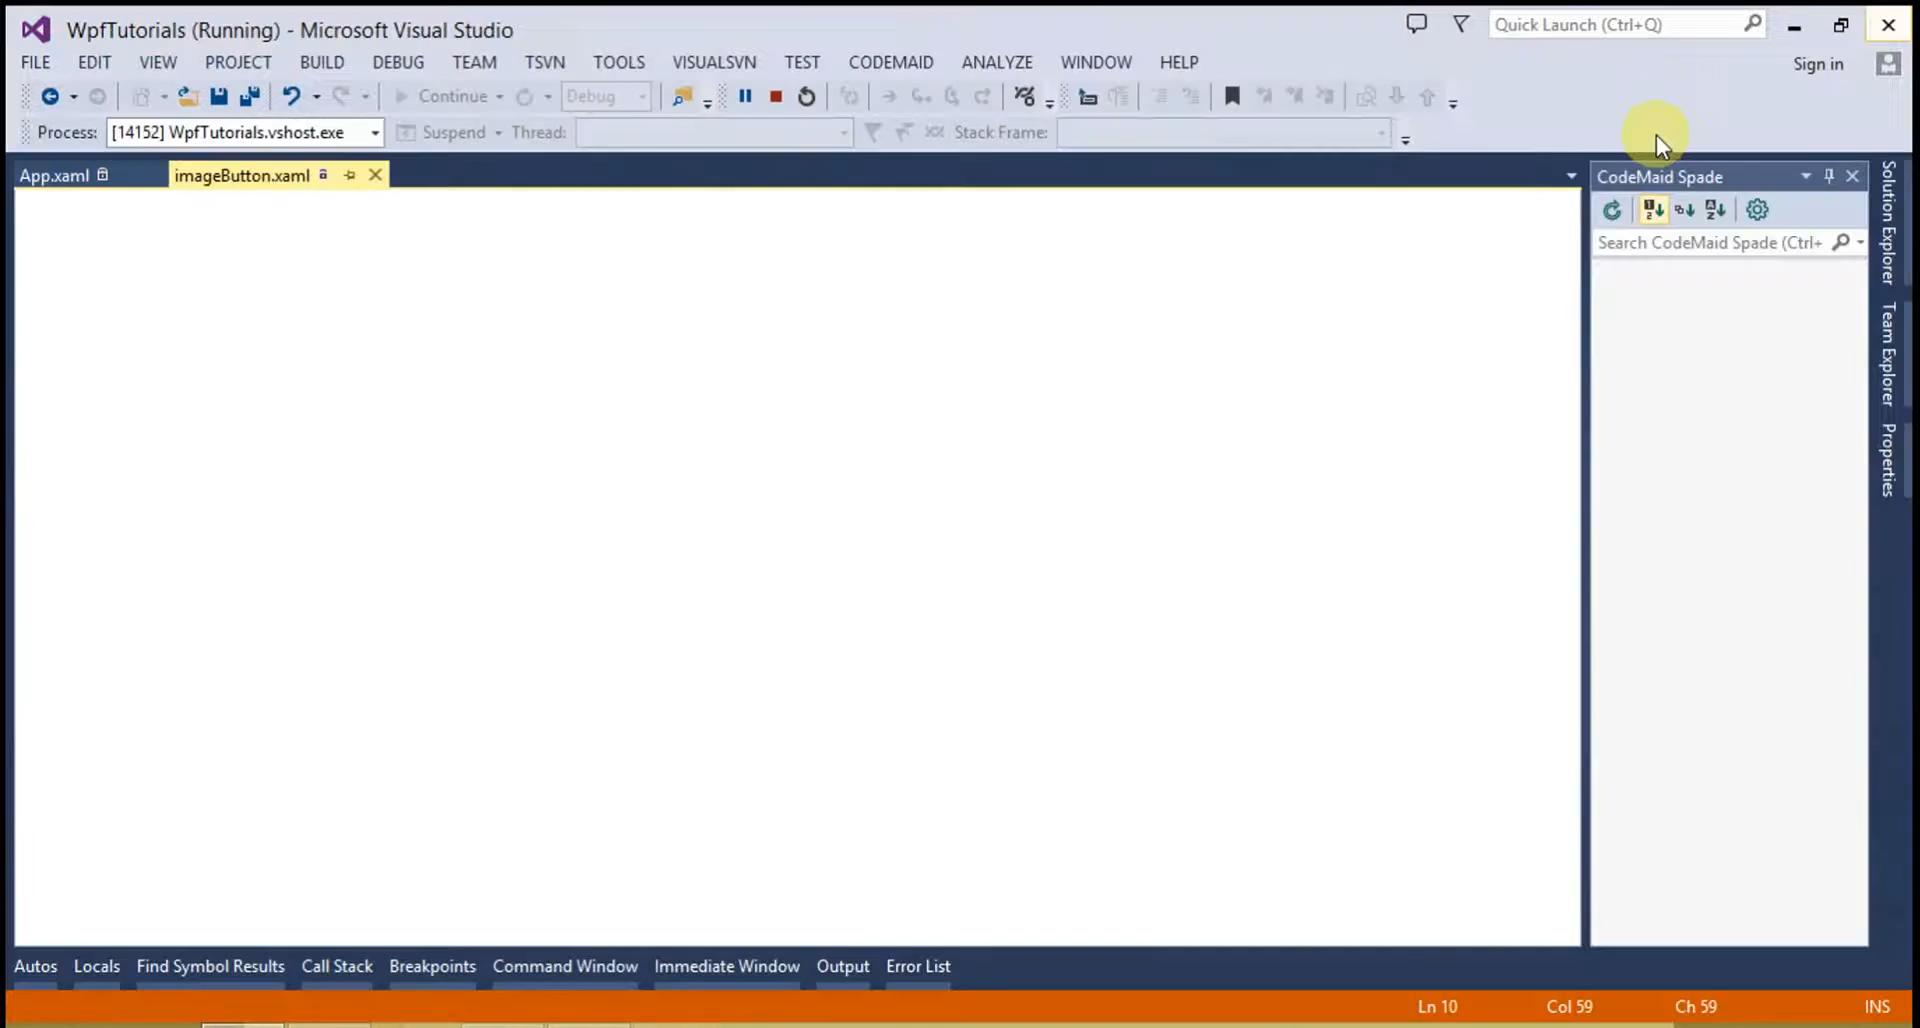 WpfTutorials (Running) - Microsoft Visual Studio
Quick Launch (Ctrl+Q)
FILE EDIT VIEW PROJECT BUILD DEBUG TEAM TSVN TOOLS VISUALSVN TEST CODEMAID ANALYZE WINDOW HELP
Sign in
Continue Debug
Process: [14152] WpfTutorials.vshost.exe Suspend Thread: Stack Frame:
App.xaml imageButton.xaml
CodeMaid Spade
Search CodeMaid Spade (Ctrl+
Solution Explorer
Team Explorer
Properties
Autos Locals Find Symbol Results Call Stack Breakpoints Command Window Immediate Window Output Error List
Ln 10 Col 59 Ch 59 INS